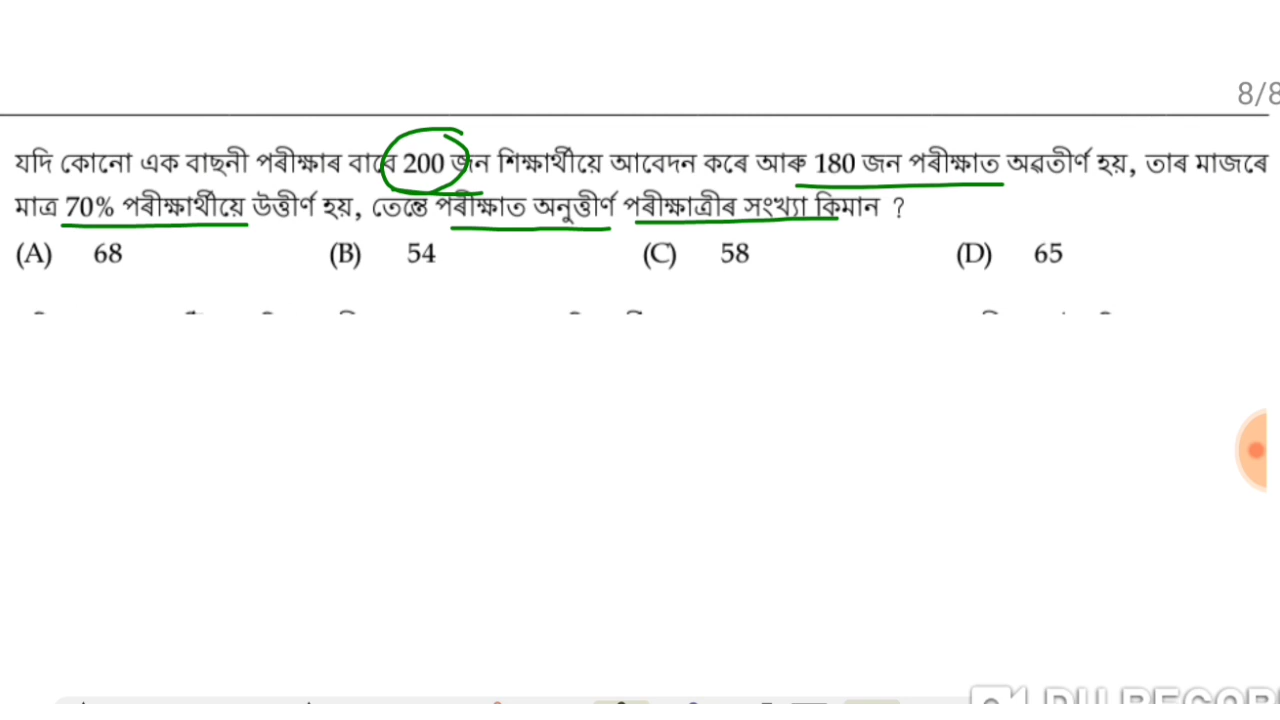 8/8
যদি কোনো এক বাছনী পৰীক্ষাৰ বাবে 200 জন শিক্ষাৰ্থীয়ে আবেদন কৰে আৰু 180 জন পৰীক্ষাত অৱতীৰ্ণ হয়, তাৰ মাজৰে
মাত্ৰ 70% পৰীক্ষাৰ্থীয়ে উত্তীৰ্ণ হয়, তেন্তে পৰীক্ষাত অনুত্তীৰ্ণ পৰীক্ষাত্ৰীৰ সংখ্যা কিমান ?
(A) 68 (B) 54 (C) 58 (D) 65